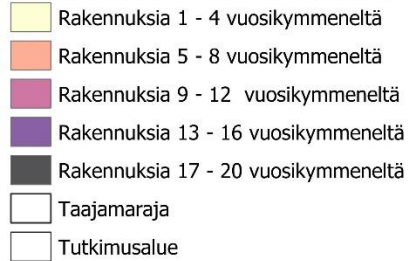 Rakennuksia 1 - 4 vuosikymmeneltä
Rakennuksia 5 - 8 vuosikymmeneltä
Rakennuksia 9 - 12 vuosikymmeneltä
Rakennuksia 13 - 16 vuosikymmeneltä
Rakennuksia 17 - 20 vuosikymmeneltä
Taajamaraja
Tutkimusalue